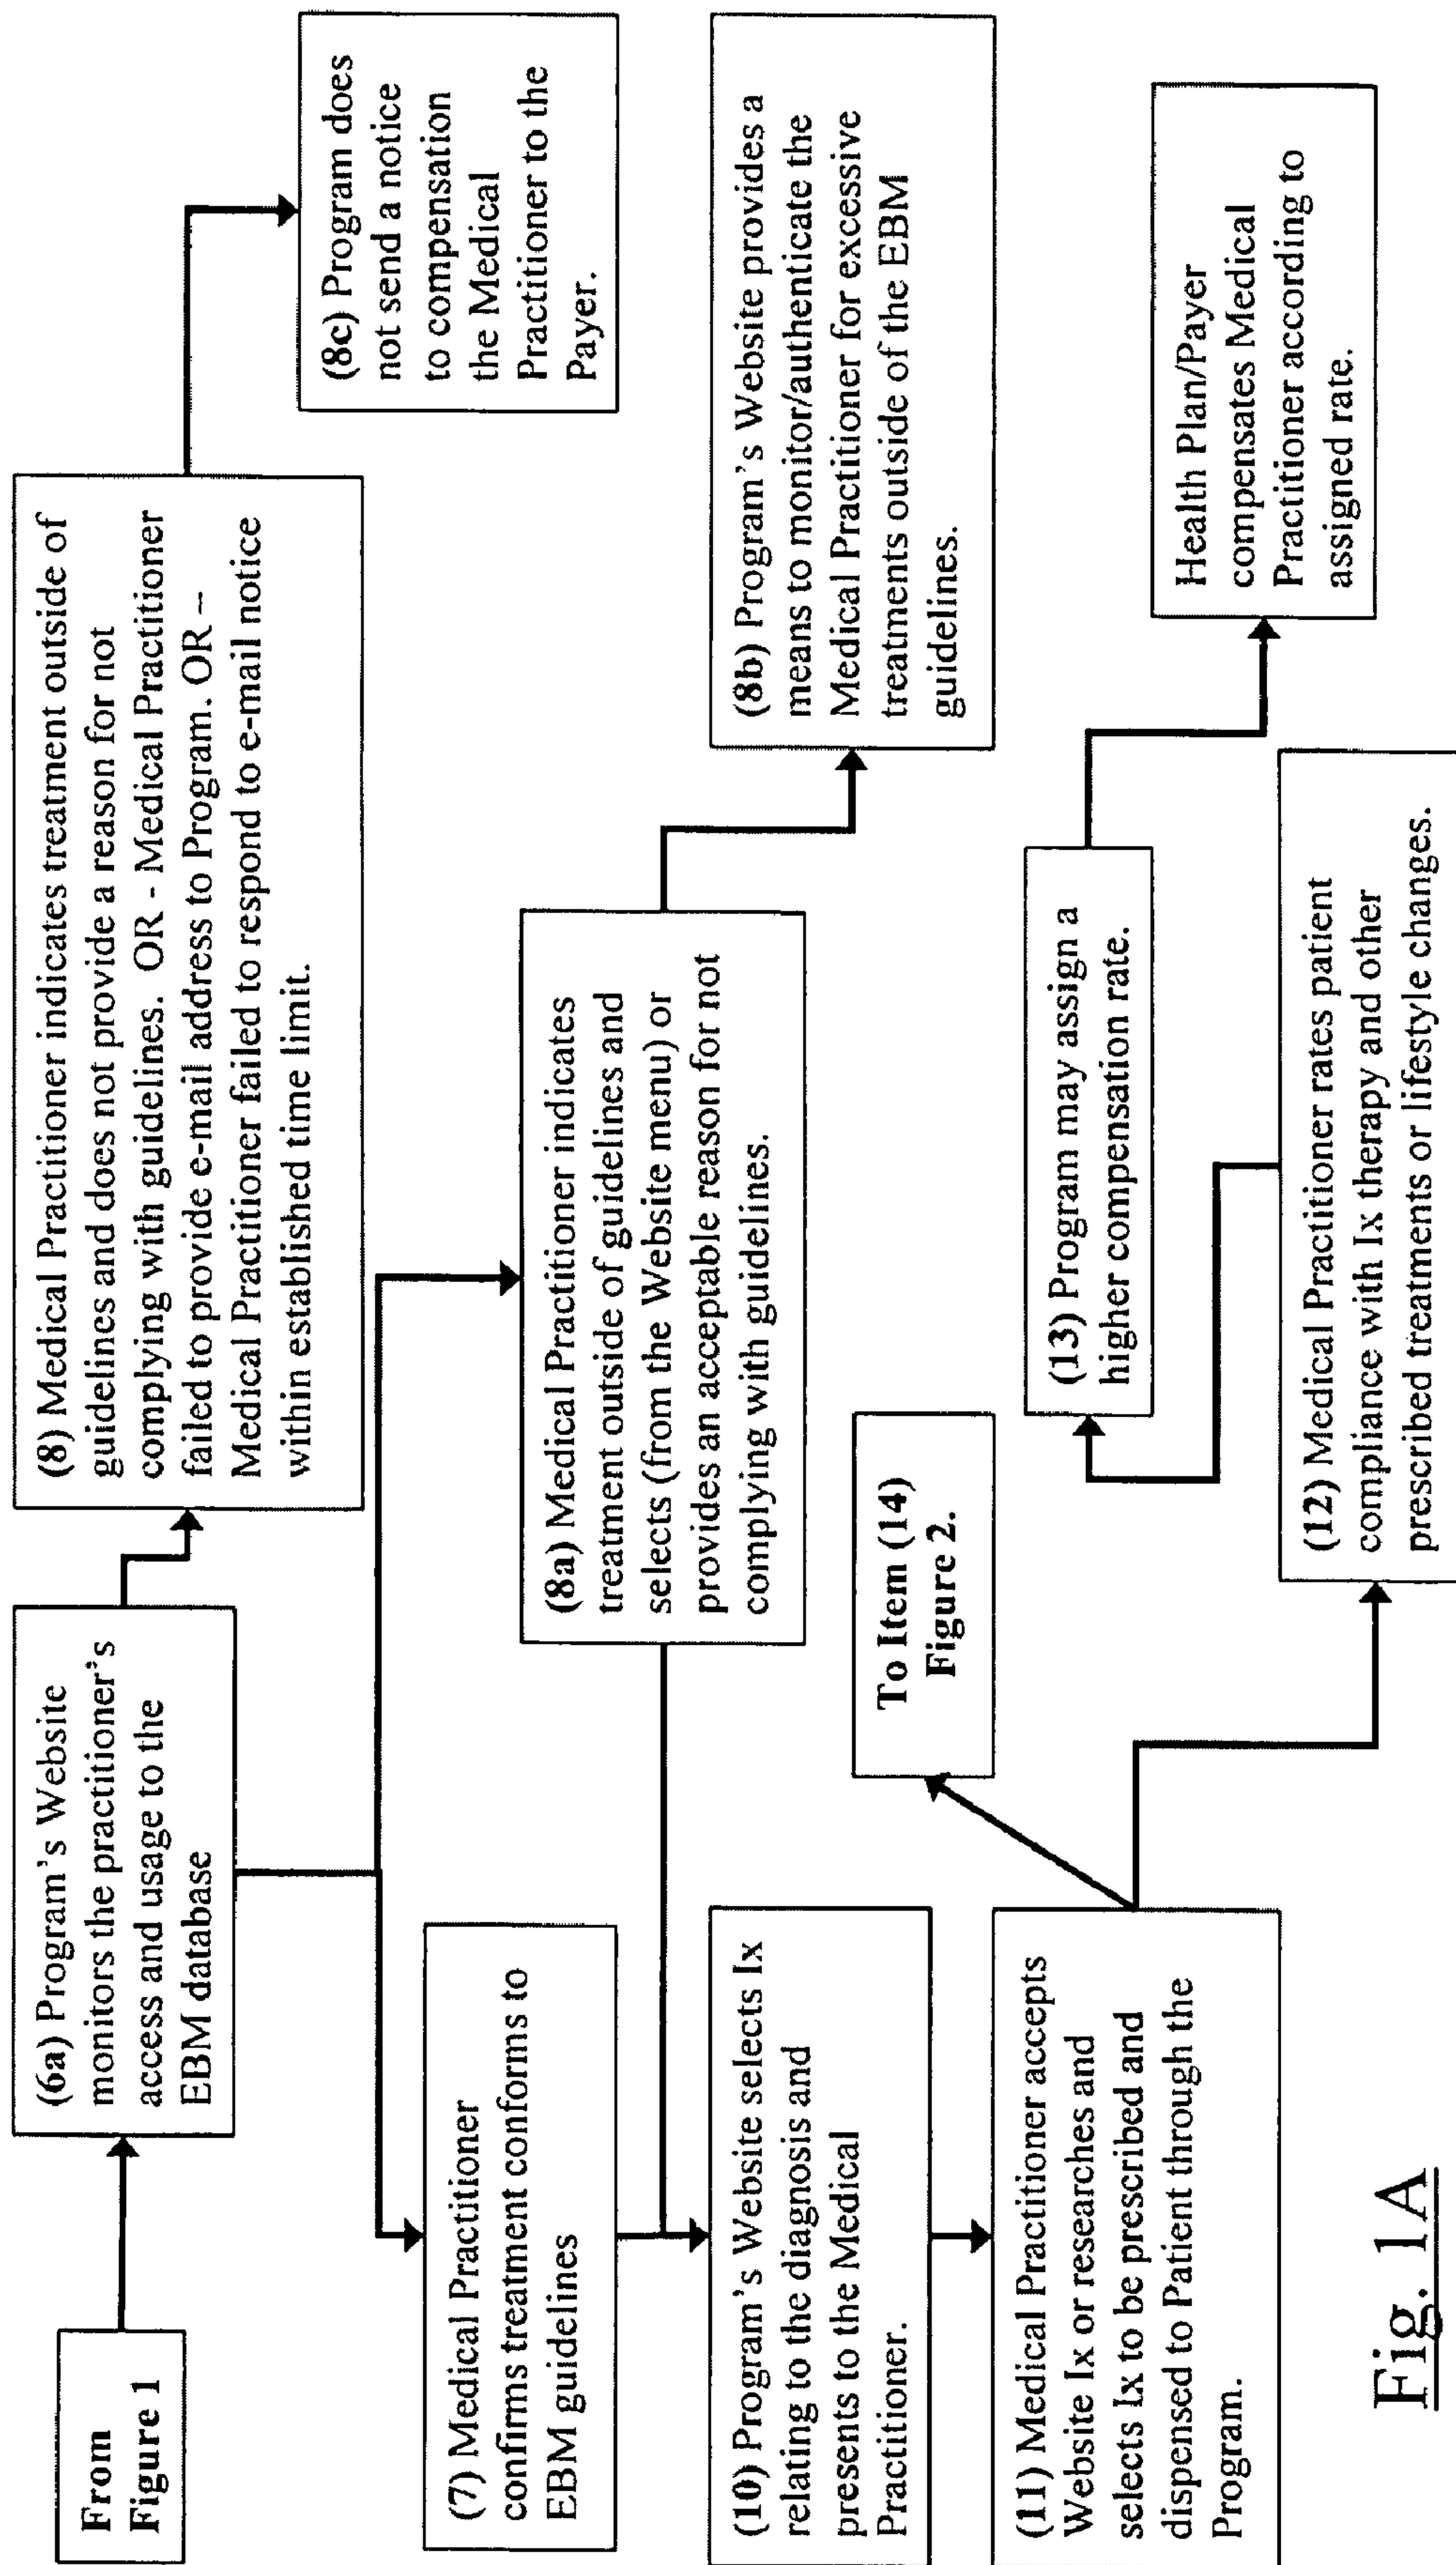 From
Figure 1
(6a) Program's Website
monitors the practitioner's
access and usage to the
EBM database
(8) Medical Practitioner indicates treatment outside of
guidelines and does not provide a reason for not
complying with guidelines. OR - Medical Practitioner
failed to provide e-mail address to Program. OR –
Medical Practitioner failed to respond to e-mail notice
within established time limit.
(8c) Program does
not send a notice
to compensation
the Medical
Practitioner to the
Payer.
(7) Medical Practitioner
confirms treatment conforms to
EBM guidelines
(8a) Medical Practitioner indicates
treatment outside of guidelines and
selects (from the Website menu) or
provides an acceptable reason for not
complying with guidelines.
(8b) Program's Website provides a
means to monitor/authenticate the
Medical Practitioner for excessive
treatments outside of the EBM
guidelines.
(10) Program's Website selects Ix
relating to the diagnosis and
presents to the Medical
Practitioner.
To Item (14)
Figure 2.
(11) Medical Practitioner accepts
Website Ix or researches and
selects Ix to be prescribed and
dispensed to Patient through the
Program.
(13) Program may assign a
higher compensation rate.
Health Plan/Payer
compensates Medical
Practitioner according to
assigned rate.
(12) Medical Practitioner rates patient
compliance with Ix therapy and other
prescribed treatments or lifestyle changes.
Fig. 1A